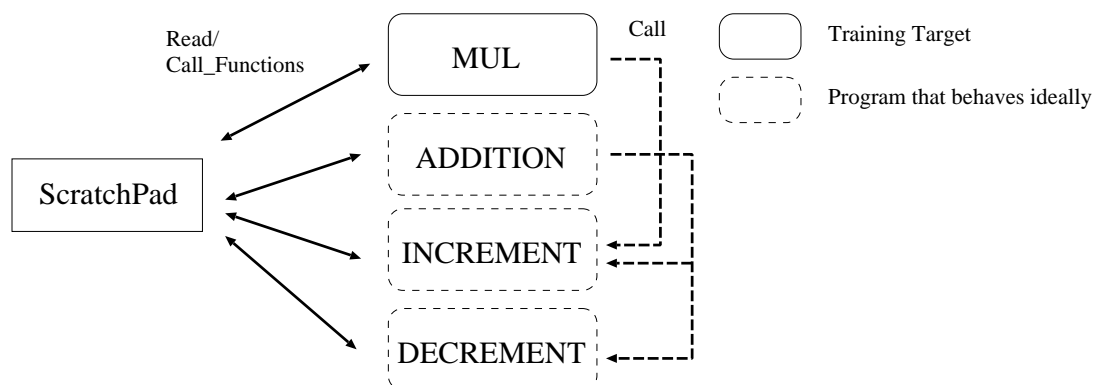 Read/
Call_Functions
MUL
Call
Training Target
Program that behaves ideally
ADDITION
ScratchPad
INCREMENT
DECREMENT